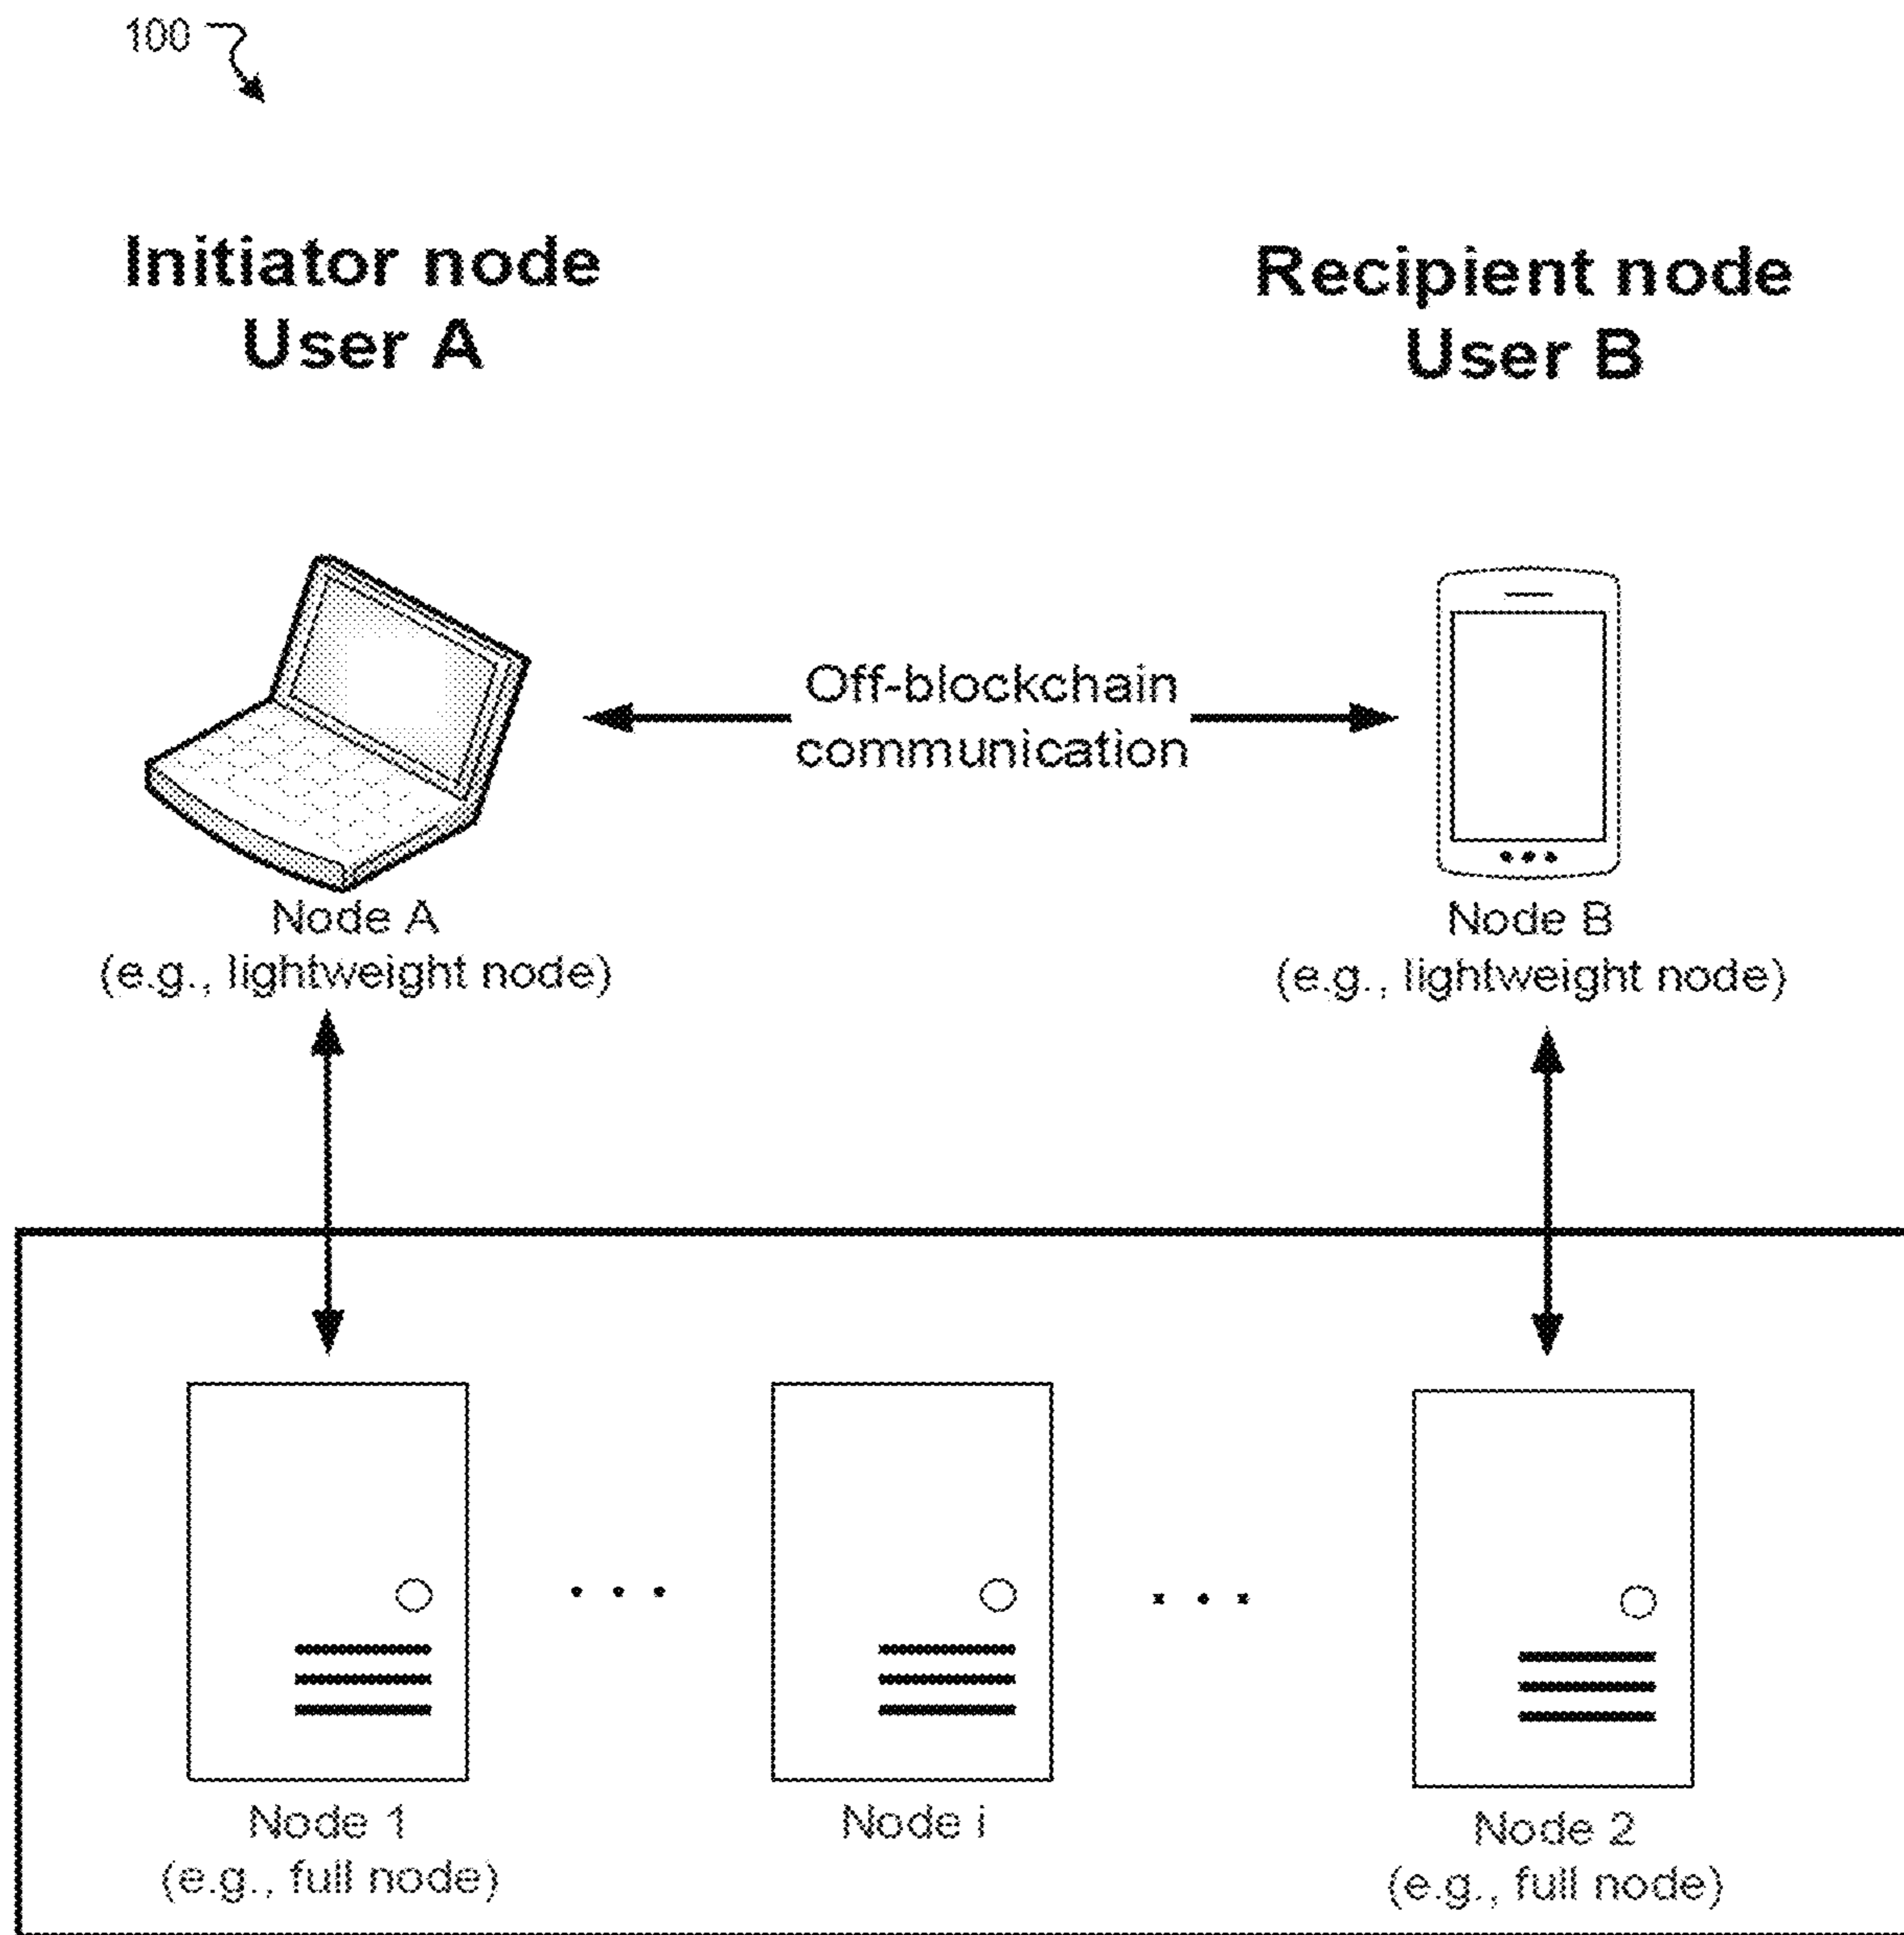 100
Initiator node
User A
Recipient node
User B
Off-blockchain
communication
Node A
(e.g., lightweight node)
Node B
(e.g., lightweight node)
Node 1
(e.g., full node)
Node i
Node 2
(e.g., full node)